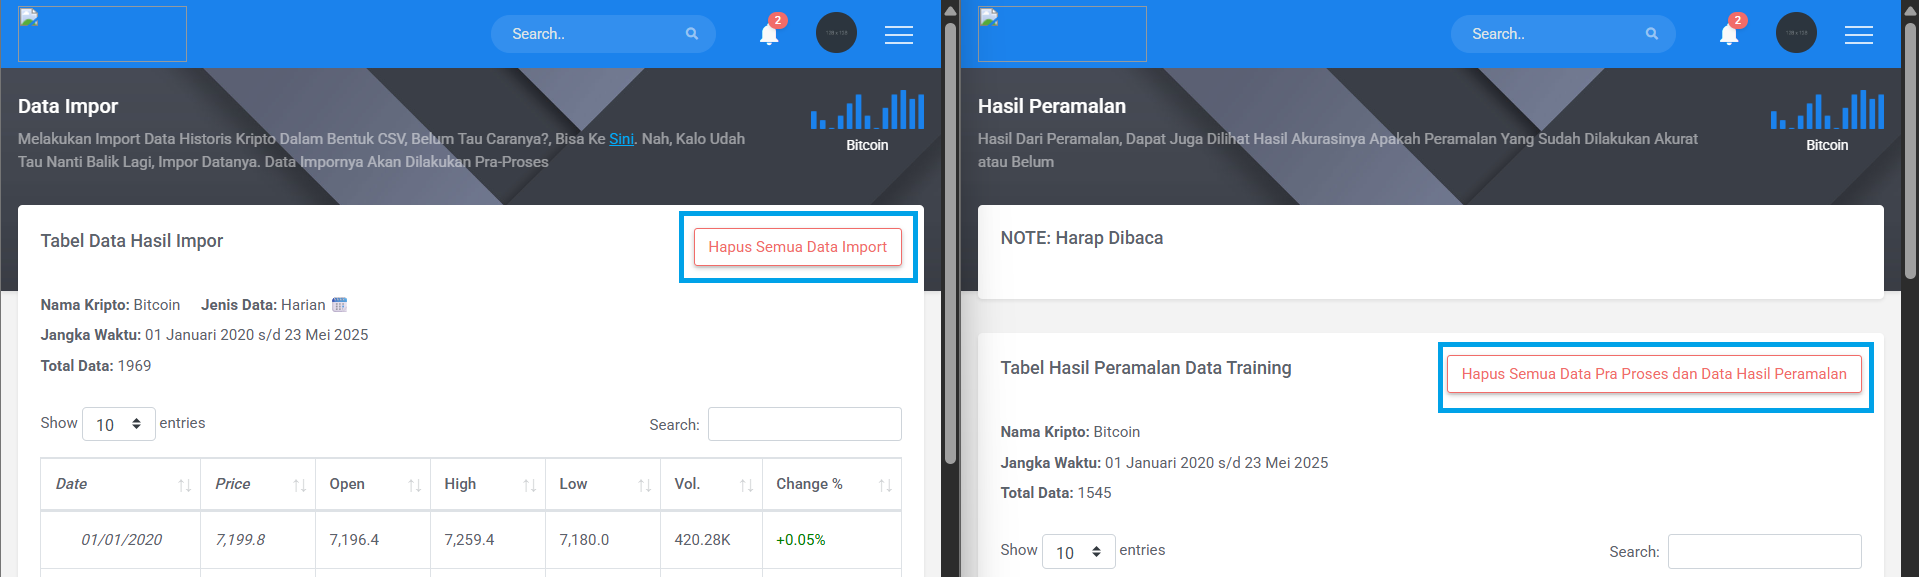 Search..
2
Data Impor
Melakukan Import Data Historis Kripto Dalam Bentuk CSV, Belum Tau Caranya?, Bisa Ke Sini. Nah, Kalo Udah
Tau Nanti Balik Lagi, Impor Datanya. Data Impornya Akan Dilakukan Pra-Proses
Bitcoin
Tabel Data Hasil Impor
Hapus Semua Data Import
Nama Kripto: Bitcoin Jenis Data: Harian
Jangka Waktu: 01 Januari 2020 s/d 23 Mei 2025
Total Data: 1969
Show 10 entries
Search:
Date Price Open High Low Vol. Change %
01/01/2020 7,199.8 7,196.4 7,259.4 7,180.0 420.28K +0.05%
Search..
2
Hasil Peramalan
Hasil Dari Peramalan, Dapat Juga Dilihat Hasil Akurasinya Apakah Peramalan Yang Sudah Dilakukan Akurat
atau Belum
Bitcoin
NOTE: Harap Dibaca
Tabel Hasil Peramalan Data Training
Hapus Semua Data Pra Proses dan Data Hasil Peramalan
Nama Kripto: Bitcoin
Jangka Waktu: 01 Januari 2020 s/d 23 Mei 2025
Total Data: 1545
Show 10 entries
Search: